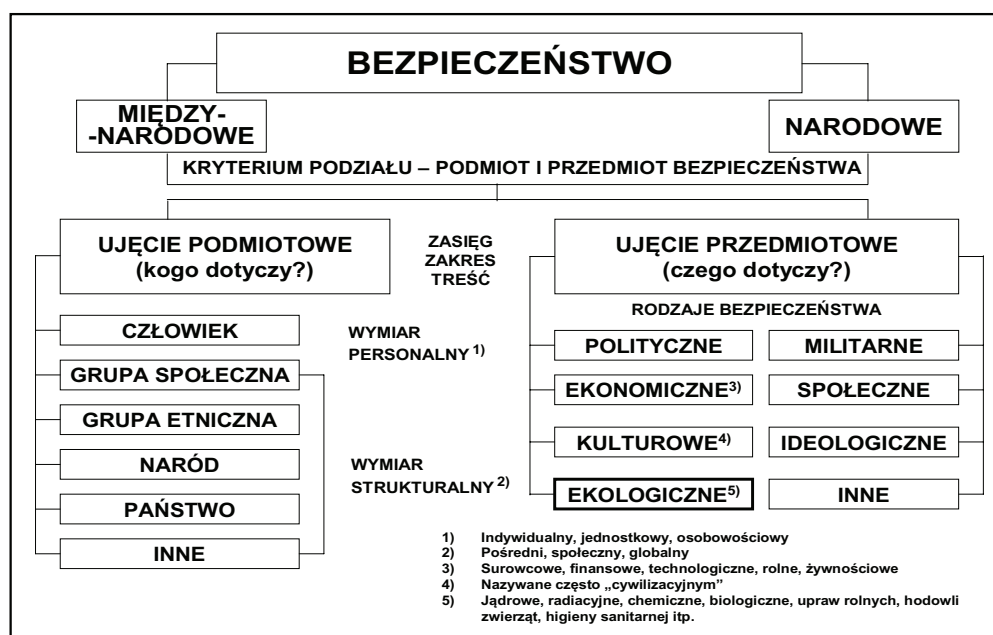 BEZPIECZEŃSTWO
MIĘDZY-
-NARODOWE
NARODOWE
KRYTERIUM PODZIAŁU – PODMIOT I PRZEDMIOT BEZPIECZEŃSTWA
UJĘCIE PODMIOTOWE
(kogo dotyczy?)
ZASIĘG
ZAKRES
TREŚĆ
UJĘCIE PRZEDMIOTOWE
(czego dotyczy?)
RODZAJE BEZPIECZEŃSTWA
CZŁOWIEK
GRUPA SPOŁECZNA
GRUPA ETNICZNA
NARÓD
PAŃSTWO
INNE
WYMIAR
PERSONALNY 1)
WYMIAR
STRUKTURALNY 2)
POLITYCZNE
MILITARNE
EKONOMICZNE3)
SPOŁECZNE
KULTUROWE4)
IDEOLOGICZNE
EKOLOGICZNE5)
INNE
1) Indywidualny, jednostkowy, osobowościowy
2) Pośredni, społeczny, globalny
3) Surowcowe, finansowe, technologiczne, rolne, żywnościowe
4) Nazywane często „cywilizacyjnym”
5) Jądrowe, radiacyjne, chemiczne, biologiczne, upraw rolnych, hodowli
zwierząt, higieny sanitarnej itp.